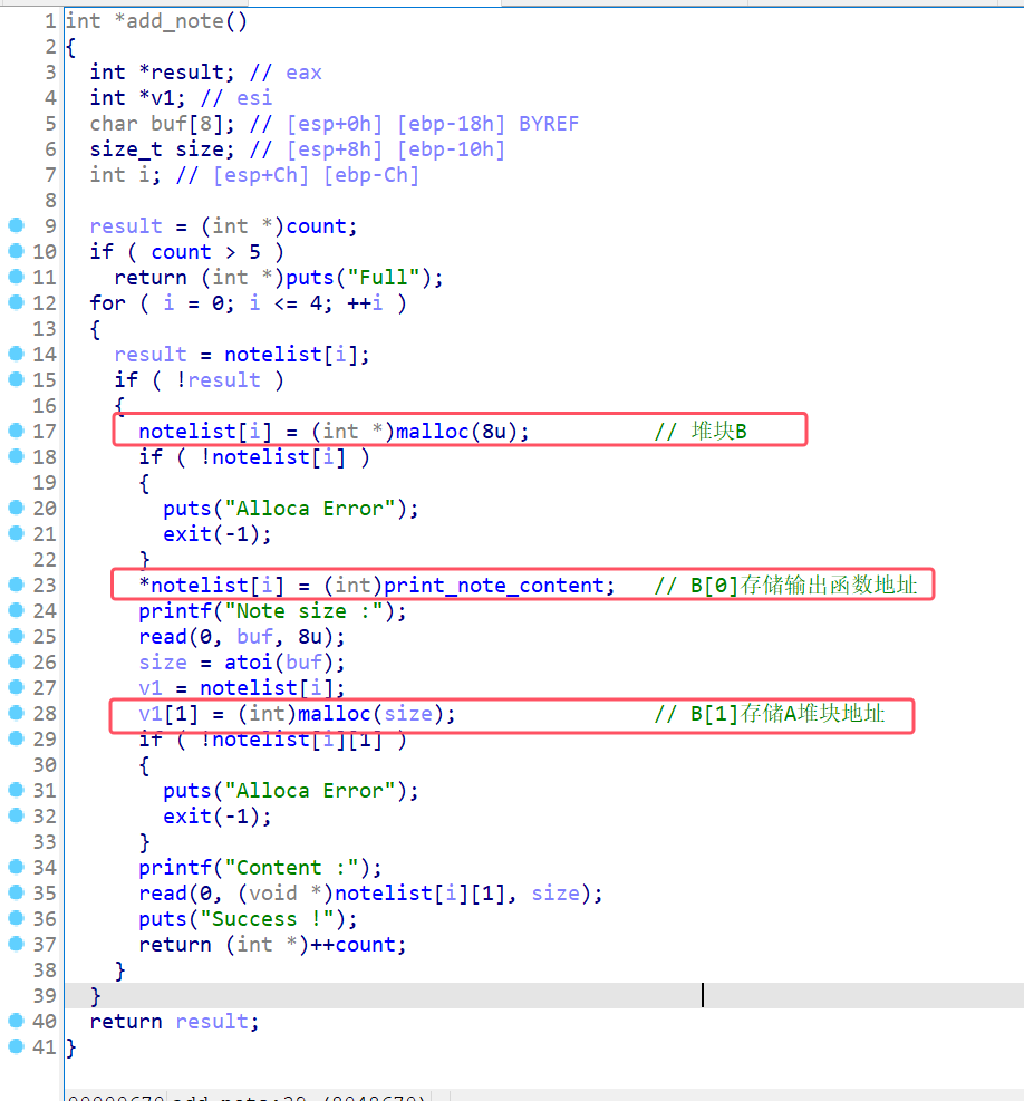 1 int *add_note()
2 {
3 int *result; // eax
4 int *v1; // esi
5 char buf[8]; // [esp+0h] [ebp-18h] BYREF
6 size_t size; // [esp+8h] [ebp-10h]
7 int i; // [esp+Ch] [ebp-Ch]
8
9 result = (int *)count;
10 if ( count > 5 )
11 return (int *)puts("Full");
12 for ( i = 0; i <= 4; ++i )
13 {
14 result = notelist[i];
15 if ( !result )
16 {
17 notelist[i] = (int *)malloc(8u); // 堆块B
18 if ( !notelist[i] )
19 {
20 puts("Alloca Error");
21 exit(-1);
22 }
23 *notelist[i] = (int)print_note_content; // B[0]存储输出函数地址
24 printf("Note size :");
25 read(0, buf, 8u);
26 size = atoi(buf);
27 v1 = notelist[i];
28 v1[1] = (int)malloc(size); // B[1]存储A堆块地址
29 if ( !notelist[i][1] )
30 {
31 puts("Alloca Error");
32 exit(-1);
33 }
34 printf("Content :");
35 read(0, (void *)notelist[i][1], size);
36 puts("Success !");
37 return (int *)++count;
38 }
39 }
40 return result;
41 }